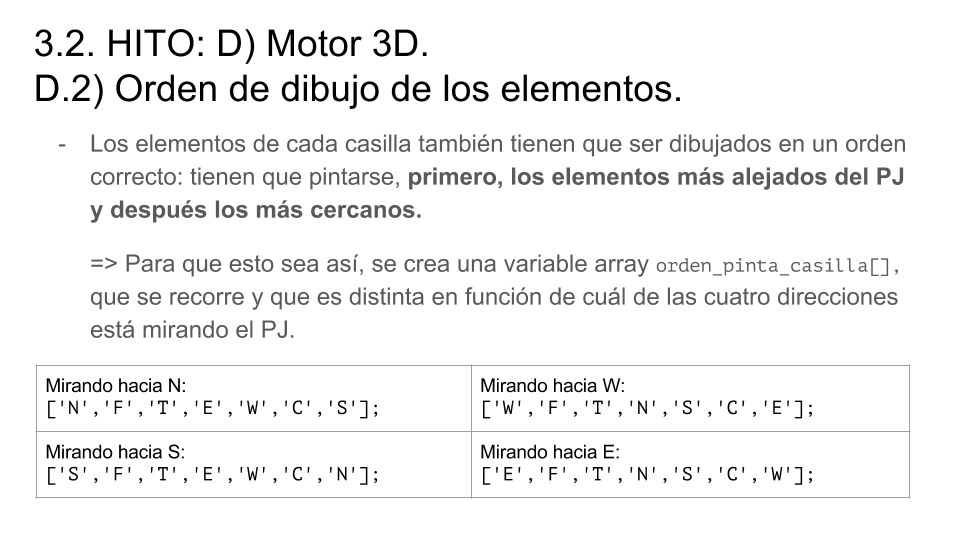 3.2. HITO: D) Motor 3D.
D.2) Orden de dibujo de los elementos.
- Los elementos de cada casilla también tienen que ser dibujados en un orden
correcto: tienen que pintarse, primero, los elementos más alejados del PJ
y después los más cercanos.
=> Para que esto sea así, se crea una variable array orden_pinta_casilla[],
que se recorre y que es distinta en función de cuál de las cuatro direcciones
está mirando el PJ.
Mirando hacia N:
['N','F','T','E','W','C','S'];
Mirando hacia W:
['W','F','T','N','S','C','E'];
Mirando hacia S:
['S','F','T','E','W','C','N'];
Mirando hacia E:
['E','F','T','N','S','C','W'];